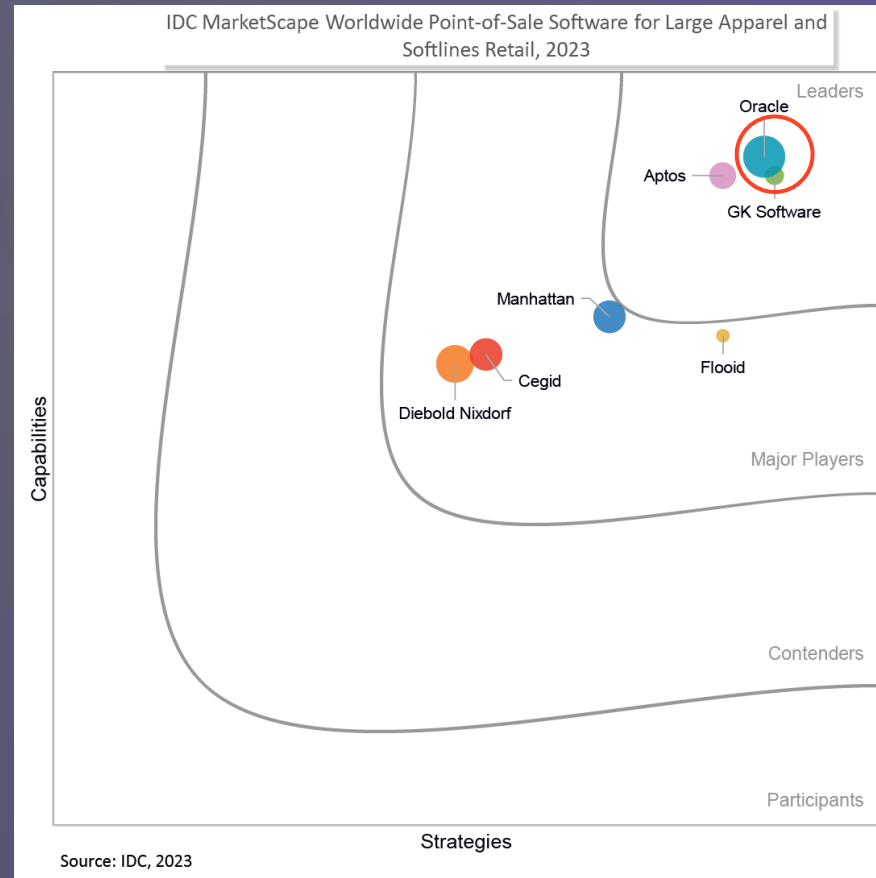 IDC MarketScape Worldwide Point-of-Sale Software for Large Apparel and
Softlines Retail, 2023
Leaders
Oracle
Aptos
GK Software
Manhattan
Flooid
Cegid
Diebold Nixdorf
Capabilities
Major Players
Contenders
Participants
Strategies
Source: IDC, 2023